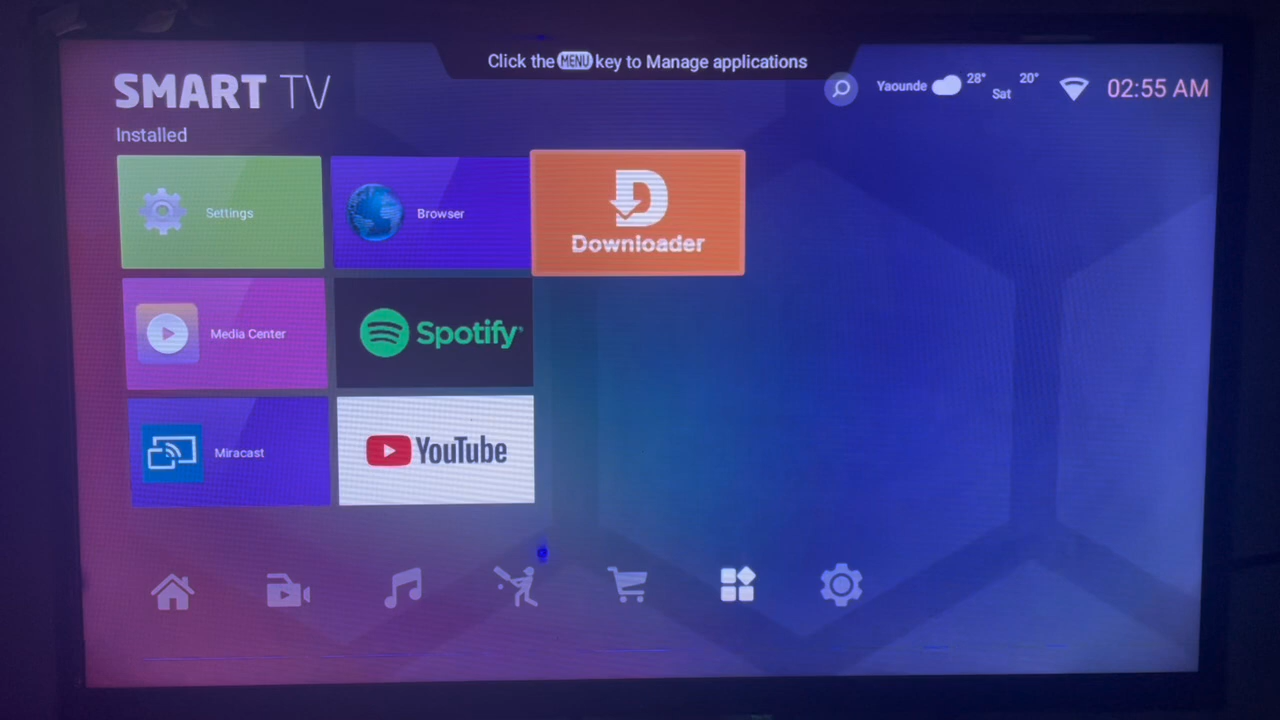 Click the MENU key to Manage applications
SMART TV
Yaounde 28° Sat 20° 02:55 AM
Installed
Settings
Browser
Downloader
Media Center
Spotify
Miracast
YouTube